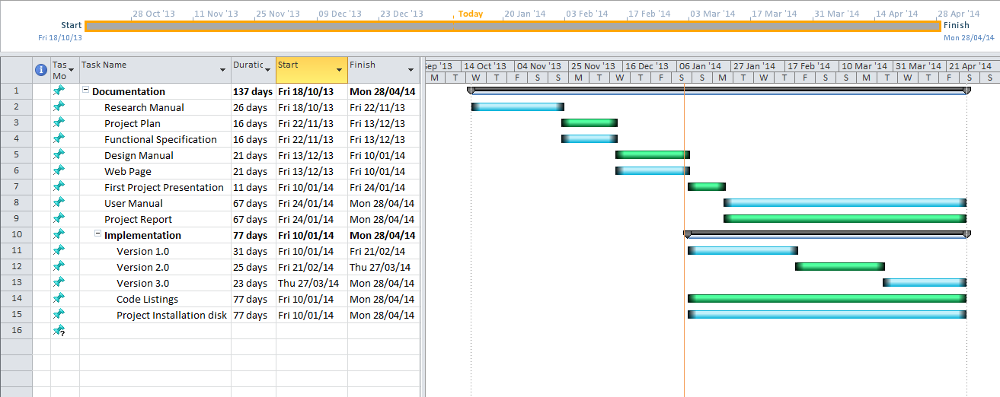 28 Oct '13 11 Nov '13 25 Nov '13 09 Dec '13 23 Dec '13 Today 20 Jan '14 03 Feb '14 17 Feb '14 03 Mar '14 17 Mar '14 31 Mar '14 14 Apr '14 28 Apr '14
Start Finish
Fri 18/10/13 Mon 28/04/14
Tas Mo Task Name Duratic Start Finish
ep '13 14 Oct '13 04 Nov '13 25 Nov '13 16 Dec '13 06 Jan '14 27 Jan '14 17 Feb '14 10 Mar '14 31 Mar '14 21 Apr '14
M T W T F S S M T W T F S S M T W T F S S M T W T F S S
1 Documentation 137 days Fri 18/10/13 Mon 28/04/14
2 Research Manual 26 days Fri 18/10/13 Fri 22/11/13
3 Project Plan 16 days Fri 22/11/13 Fri 13/12/13
4 Functional Specification 16 days Fri 22/11/13 Fri 13/12/13
5 Design Manual 21 days Fri 13/12/13 Fri 10/01/14
6 Web Page 21 days Fri 13/12/13 Fri 10/01/14
7 First Project Presentation 11 days Fri 10/01/14 Fri 24/01/14
8 User Manual 67 days Fri 24/01/14 Mon 28/04/14
9 Project Report 67 days Fri 24/01/14 Mon 28/04/14
10 Implementation 77 days Fri 10/01/14 Mon 28/04/14
11 Version 1.0 31 days Fri 10/01/14 Fri 21/02/14
12 Version 2.0 25 days Fri 21/02/14 Thu 27/03/14
13 Version 3.0 23 days Thu 27/03/14 Mon 28/04/14
14 Code Listings 77 days Fri 10/01/14 Mon 28/04/14
15 Project Installation disk 77 days Fri 10/01/14 Mon 28/04/14
16 ?